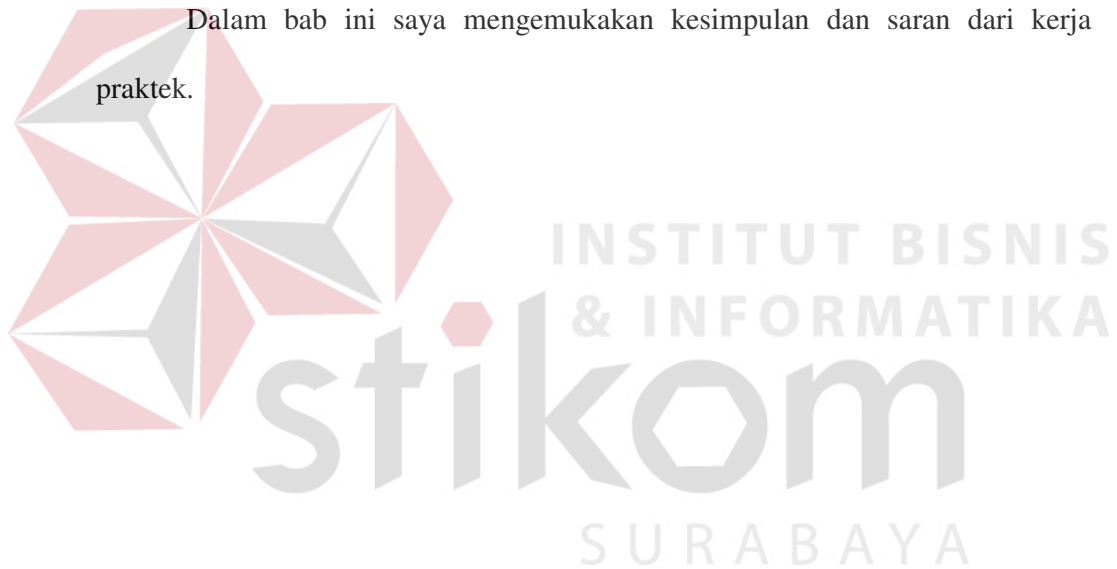 Dalam bab ini saya mengemukakan kesimpulan dan saran dari kerja
praktek.
INSTITUT BISNIS
& INFORMATIKA
stikom
SURABAYA